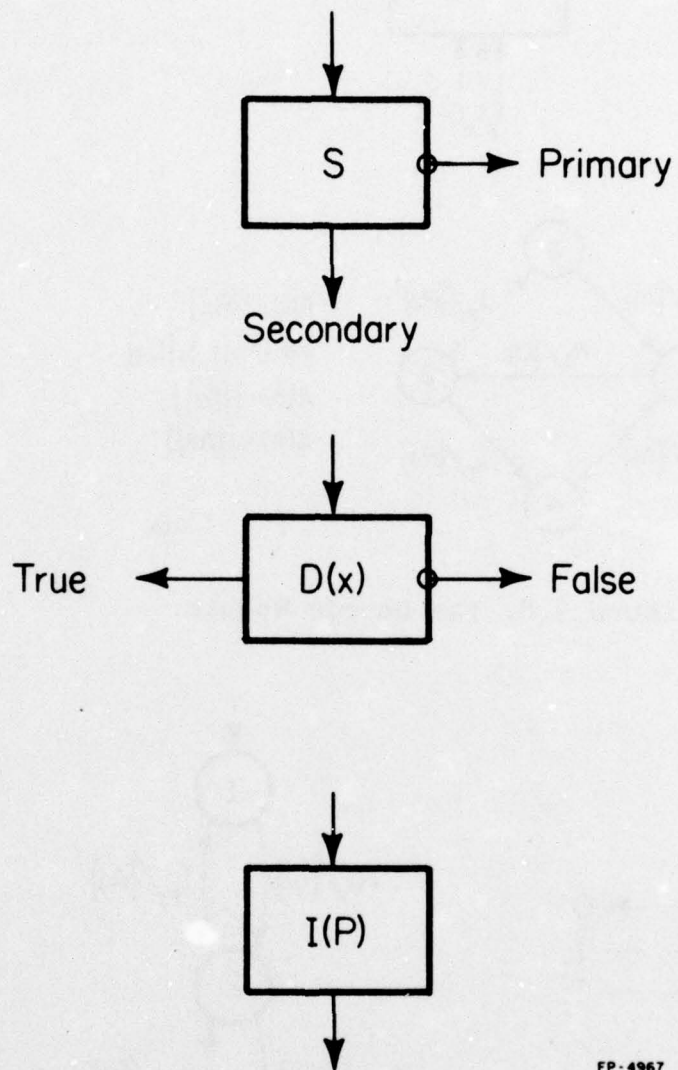 S
Primary
Secondary
True
D(x)
False
I(P)
FP-4967